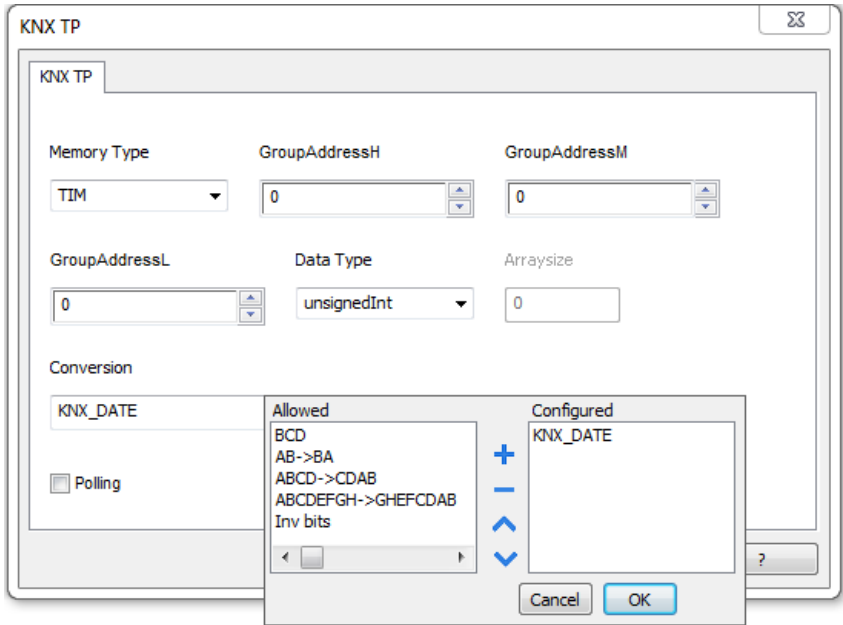 KNX TP
KNX TP
Memory Type GroupAddressH GroupAddressM
TIM 0 0
GroupAddressL Data Type Arraysize
0 unsignedInt 0
Conversion
KNX_DATE
Allowed Configured
BCD KNX_DATE
AB->BA
ABCD->CDAB
ABCDEFGH->GHEFCDAB
Inv bits
Polling
?
Cancel OK